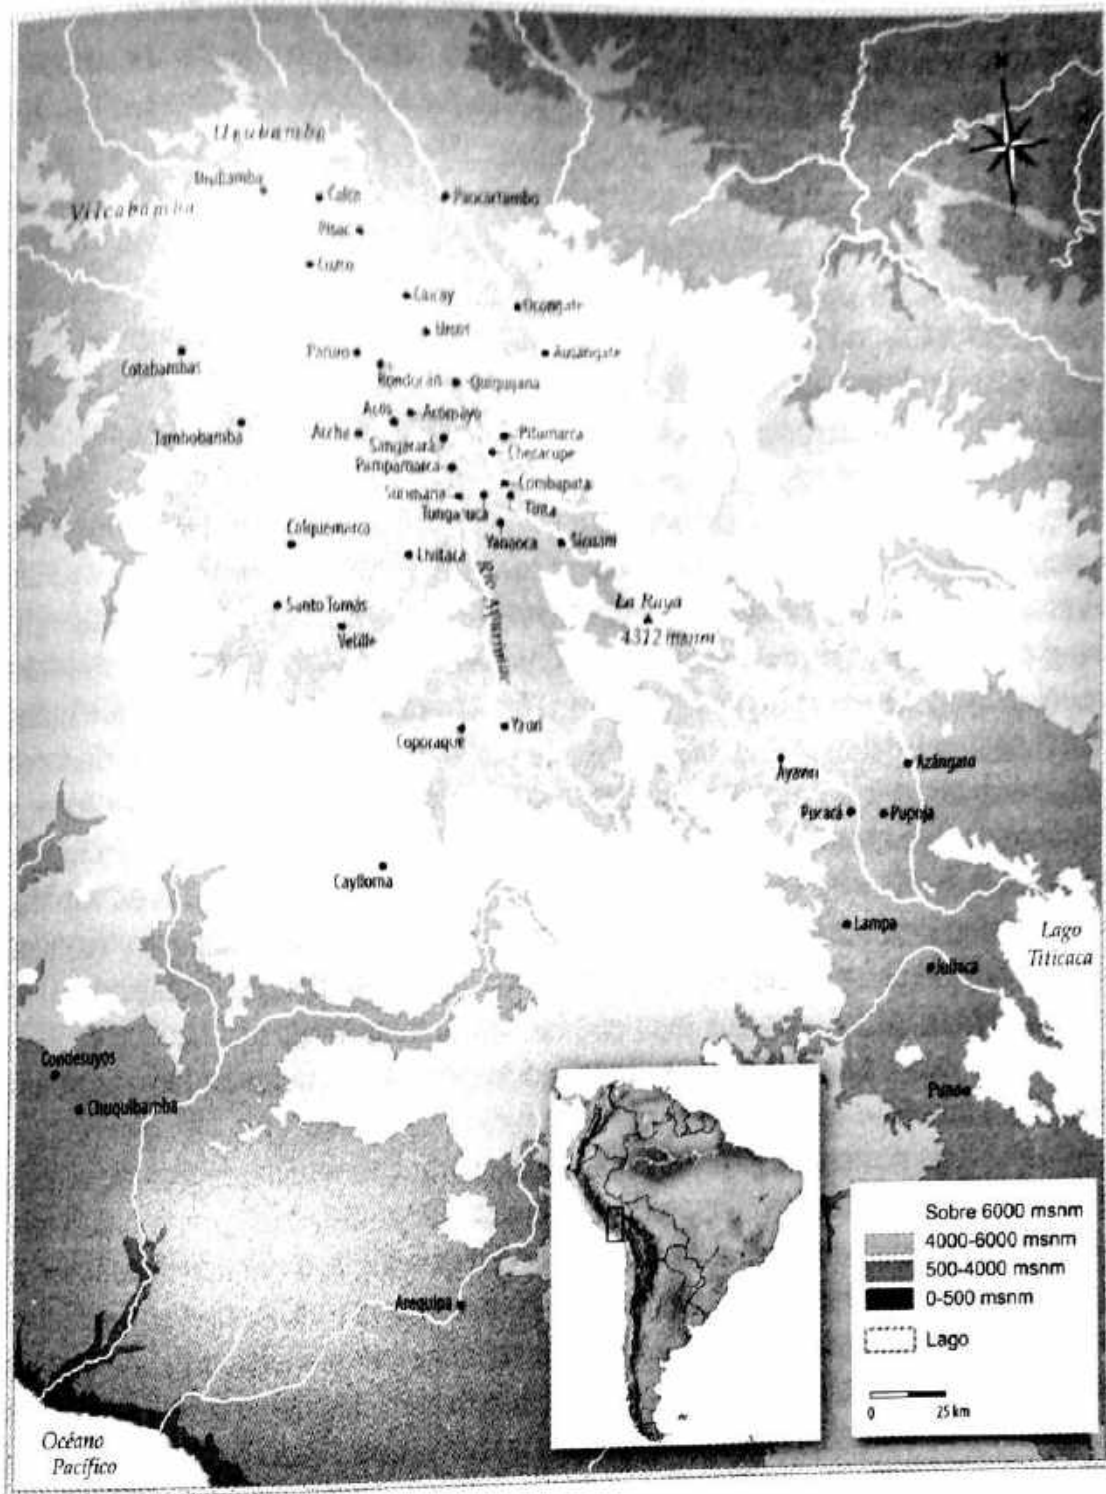 Urubamba
Urubamba
Calca
Paucartambo
Vilcabamba
Pisac
Cuzco
Caicay
Ocongate
Urcos
Paruro
Ausangate
Cotabambas
Rondocan
Quiquijana
Acos
Acomayo
Tambobamba
Accha
Pitumarca
Sangarará
Checacupe
Pampamarca
Combapata
Surimana
Tinta
Tungasuca
Colquemarca
Yanaoca
Sicuani
Livitaca
Río Apurímac
Santo Tomás
La Raya
Velille
4312 msnm
Coporaque
Yauri
Ayaviri
Azángaro
Pucará
Pupuja
Caylloma
Lampa
Lago
Titicaca
Juliaca
Condesuyos
Chuquibamba
Puno
Sobre 6000 msnm
4000-6000 msnm
500-4000 msnm
0-500 msnm
Arequipa
Lago
0 25 km
Océano
Pacífico